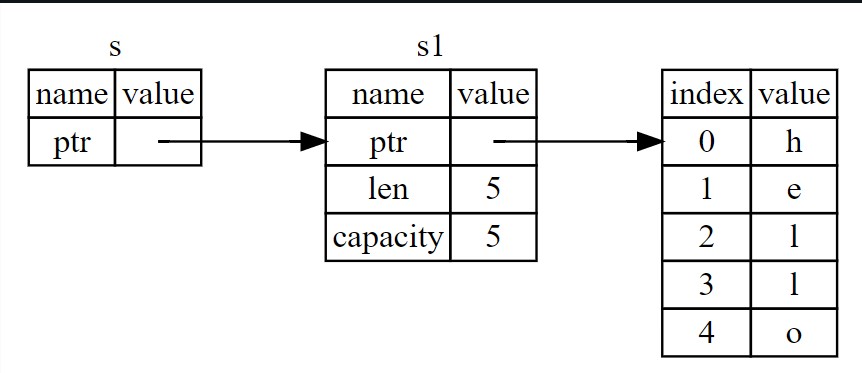 s
name value
ptr
s1
name value
ptr
len 5
capacity 5
index value
0 h
1 e
2 l
3 l
4 o